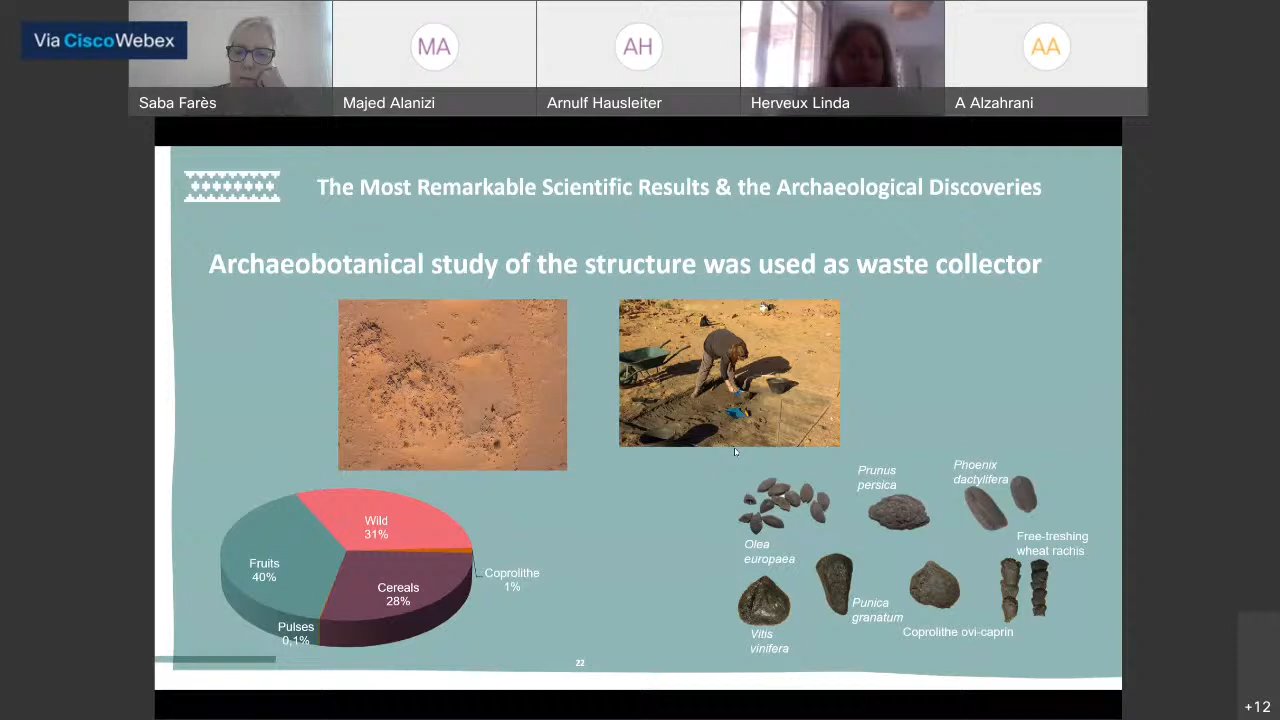 Via Cisco Webex
MA
AH
AA
Saba Farès
Majed Alanizi
Arnulf Hausleiter
Herveux Linda
A Alzahrani
The Most Remarkable Scientific Results & the Archaeological Discoveries
Archaeobotanical study of the structure was used as waste collector
Wild
31%
Fruits
40%
Coprolithe
1%
Cereals
28%
Pulses
0,1%
Prunus
persica
Phoenix
dactylifera
Olea
europaea
Free-treshing
wheat rachis
Punica
granatum
Coprolithe ovi-caprin
Vitis
vinifera
22
+12